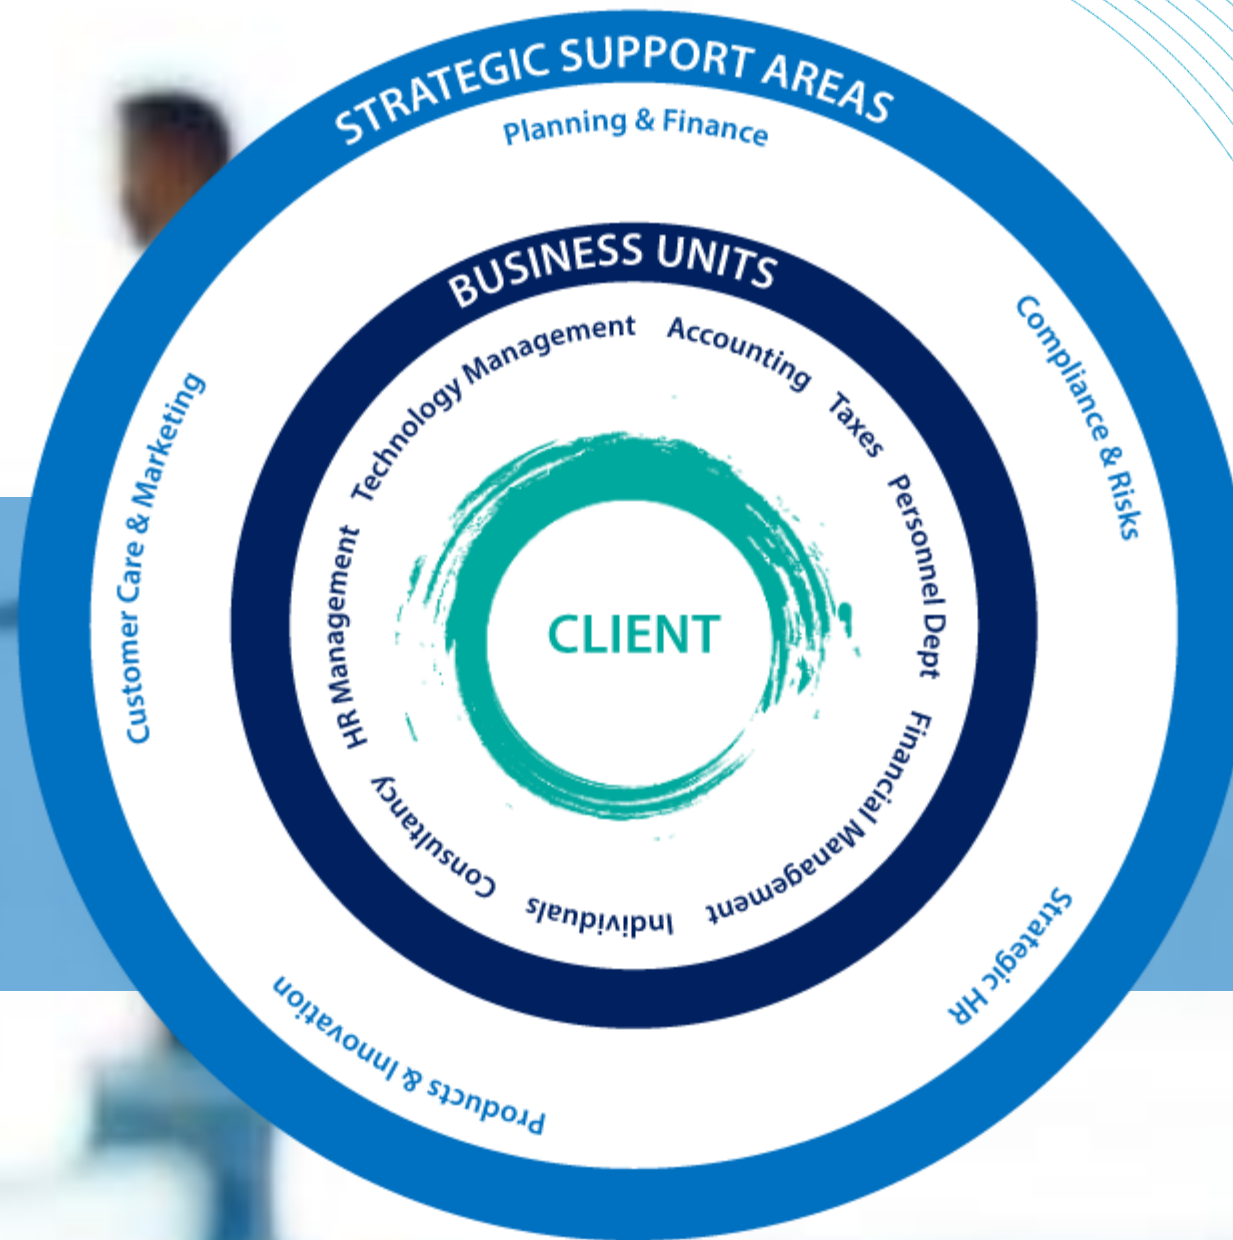 STRATEGIC SUPPORT AREAS
Planning & Finance
Compliance & Risks
Strategic HR
Products & Innovation
Customer Care & Marketing
BUSINESS UNITS
Accounting
Taxes
Personnel Dept
Financial Management
Individuals
Consultancy
HR Management
Technology Management
CLIENT